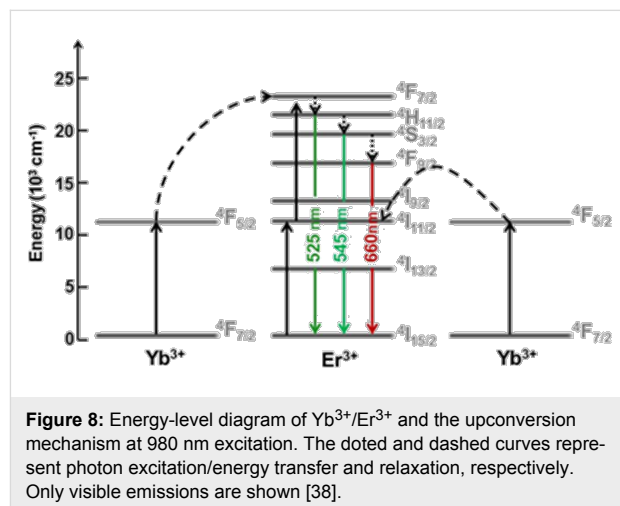 25
20
15
10
5
0
Energy (10³ cm⁻¹)
⁴F₅/₂
⁴F₇/₂
Yb³⁺
525 nm
545 nm
660nm
⁴F₇/₂
⁴H₁₁/₂
⁴S₃/₂
⁴F₉/₂
⁴I₉/₂
⁴I₁₁/₂
⁴I₁₃/₂
⁴I₁₅/₂
Er³⁺
⁴F₅/₂
⁴F₇/₂
Yb³⁺
Figure 8: Energy-level diagram of Yb³⁺/Er³⁺ and the upconversion
mechanism at 980 nm excitation. The doted and dashed curves repre-
sent photon excitation/energy transfer and relaxation, respectively.
Only visible emissions are shown [38].